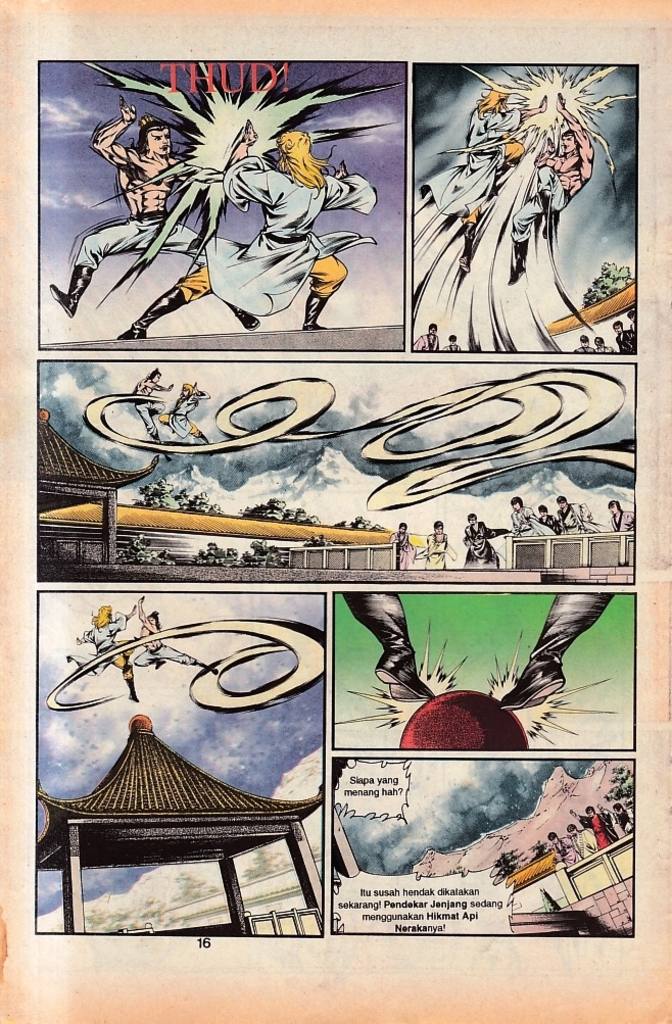 THUD!
Siapa yang
menang hah?
Itu susah hendak dikatakan
sekarang! Pendekar Jenjang sedang
menggunakan Hikmat Api
Nerakanya!
16